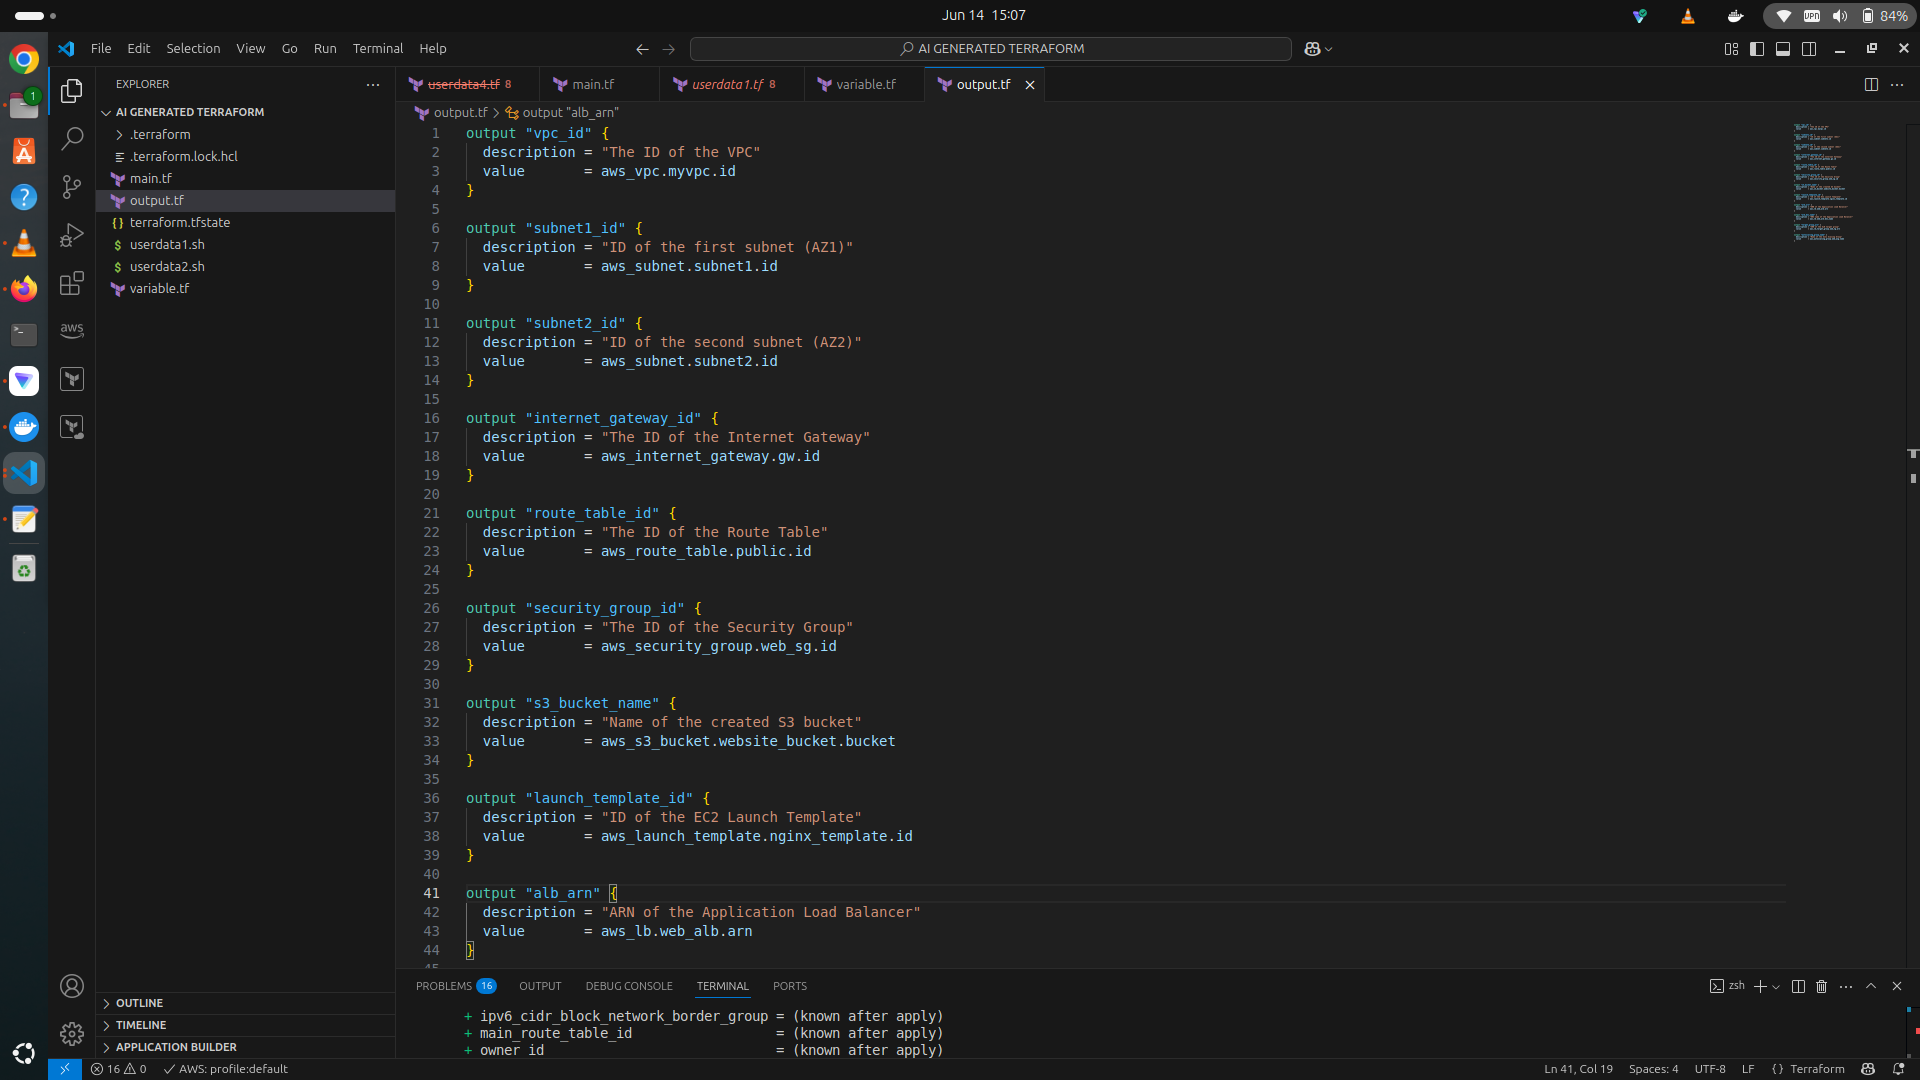 Jun 14 15:07
VPN
84%
File Edit Selection View Go Run Terminal Help
AI GENERATED TERRAFORM
1
EXPLORER
AI GENERATED TERRAFORM
.terraform
.terraform.lock.hcl
main.tf
output.tf
terraform.tfstate
userdata1.sh
userdata2.sh
variable.tf
aws
OUTLINE
TIMELINE
APPLICATION BUILDER
userdata4.tf 8
main.tf
userdata1.tf 8
variable.tf
output.tf
output.tf > output "alb_arn"
1 output "vpc_id" {
2 description = "The ID of the VPC"
3 value = aws_vpc.myvpc.id
4 }
5
6 output "subnet1_id" {
7 description = "ID of the first subnet (AZ1)"
8 value = aws_subnet.subnet1.id
9 }
10
11 output "subnet2_id" {
12 description = "ID of the second subnet (AZ2)"
13 value = aws_subnet.subnet2.id
14 }
15
16 output "internet_gateway_id" {
17 description = "The ID of the Internet Gateway"
18 value = aws_internet_gateway.gw.id
19 }
20
21 output "route_table_id" {
22 description = "The ID of the Route Table"
23 value = aws_route_table.public.id
24 }
25
26 output "security_group_id" {
27 description = "The ID of the Security Group"
28 value = aws_security_group.web_sg.id
29 }
30
31 output "s3_bucket_name" {
32 description = "Name of the created S3 bucket"
33 value = aws_s3_bucket.website_bucket.bucket
34 }
35
36 output "launch_template_id" {
37 description = "ID of the EC2 Launch Template"
38 value = aws_launch_template.nginx_template.id
39 }
40
41 output "alb_arn" {
42 description = "ARN of the Application Load Balancer"
43 value = aws_lb.web_alb.arn
44 }
45
PROBLEMS 16 OUTPUT DEBUG CONSOLE TERMINAL PORTS
zsh
+ ipv6_cidr_block_network_border_group = (known after apply)
+ main_route_table_id = (known after apply)
+ owner_id = (known after apply)
16 0 AWS: profile:default
Ln 41, Col 19 Spaces: 4 UTF-8 LF {} Terraform